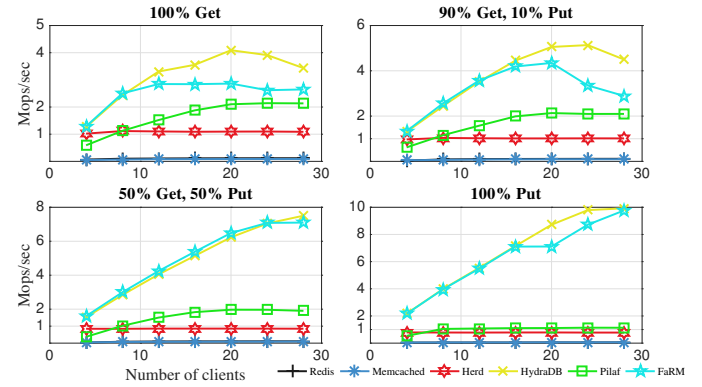 100% Get
90% Get, 10% Put
Mops/sec
5
4
2
1
0 10 20 30
6
4
2
1
0 10 20 30
50% Get, 50% Put
100% Put
Mops/sec
8
6
4
2
1
0 10 20 30
10
8
6
4
2
1
0 10 20 30
Number of clients
Redis Memcached Herd HydraDB Pilaf FaRM